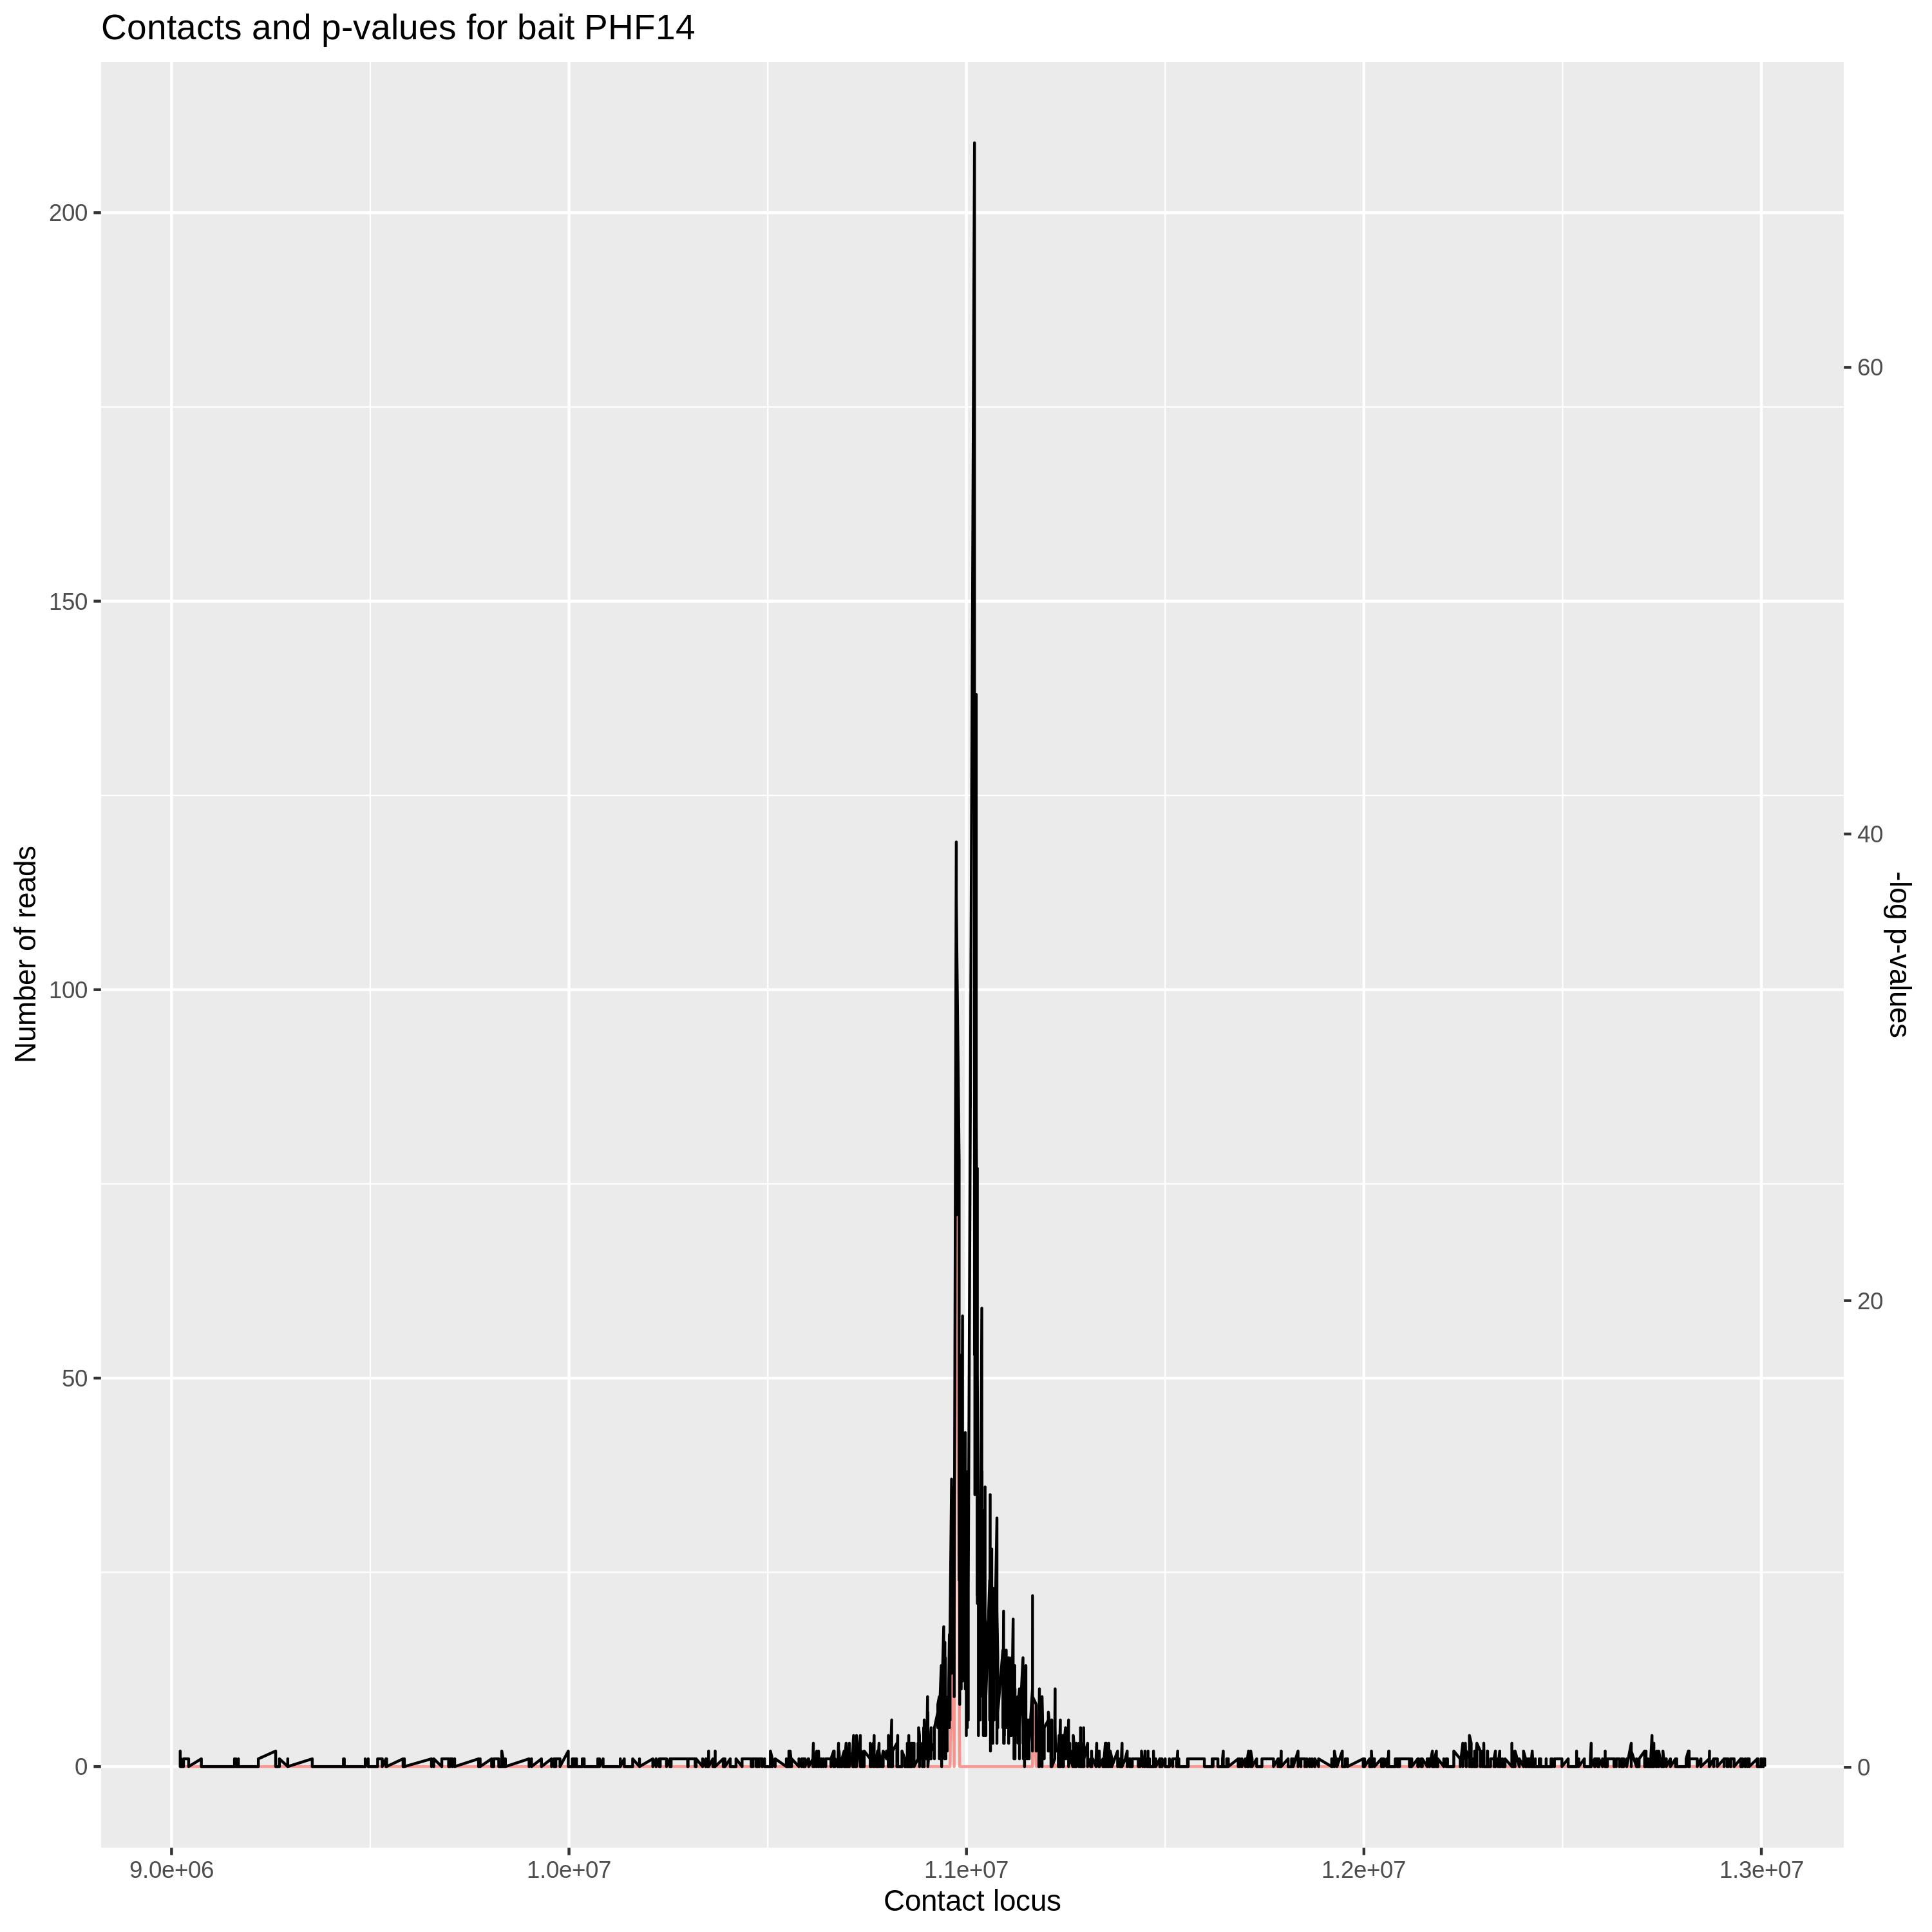 Contacts and p-values for bait PHF14
200
150
100
50
0
60
40
20
0
Number of reads
-log p-values
9.0e+06
1.0e+07
1.1e+07
1.2e+07
1.3e+07
Contact locus